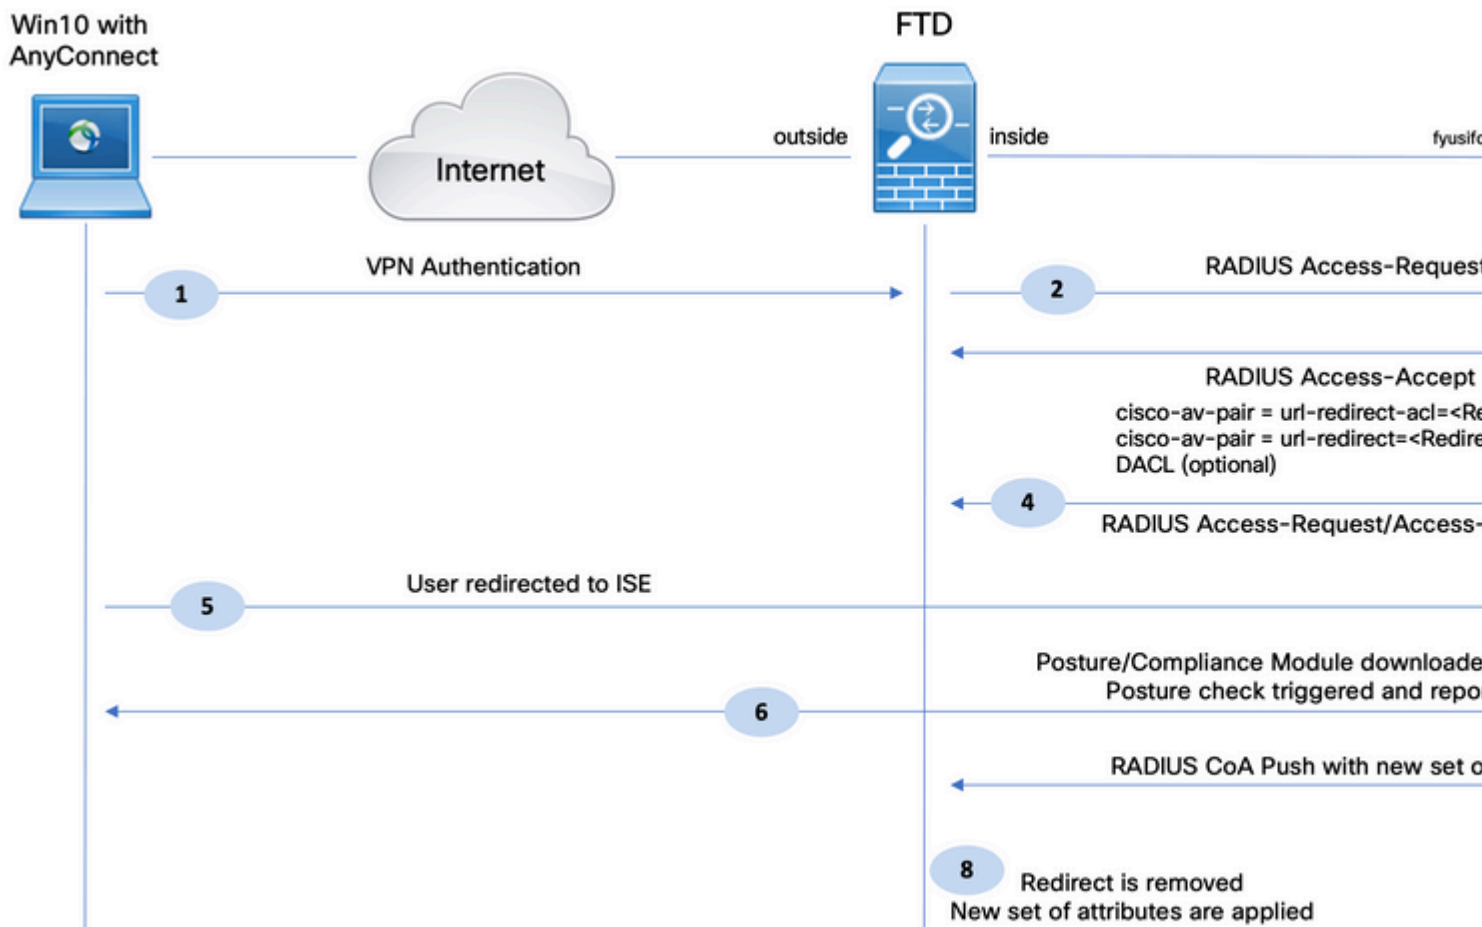 Win10 with
AnyConnect
FTD
Internet
outside
inside
VPN Authentication
1
RADIUS Access-Request
2
RADIUS Access-Accept
cisco-av-pair = url-redirect-acl=<Re
cisco-av-pair = url-redirect=<Redire
DACL (optional)
4
RADIUS Access-Request/Access-
User redirected to ISE
5
Posture/Compliance Module downloade
Posture check triggered and repo
6
RADIUS CoA Push with new set o
8
Redirect is removed
New set of attributes are applied